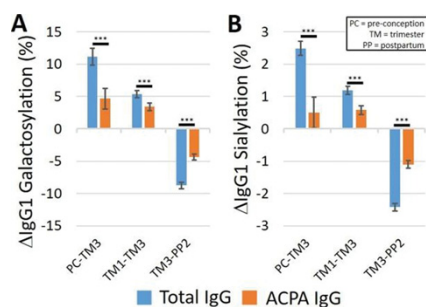 A
ΔIgG1 Galactosylation (%)
15
10
5
0
-5
-10
-15
***
***
***
PC-TM3
TM1-TM3
TM3-PP2
B
PC = pre-conception
TM = trimester
PP = postpartum
ΔIgG1 Sialylation (%)
3
2
1
0
-1
-2
-3
***
***
***
PC-TM3
TM1-TM3
TM3-PP2
Total IgG
ACPA IgG